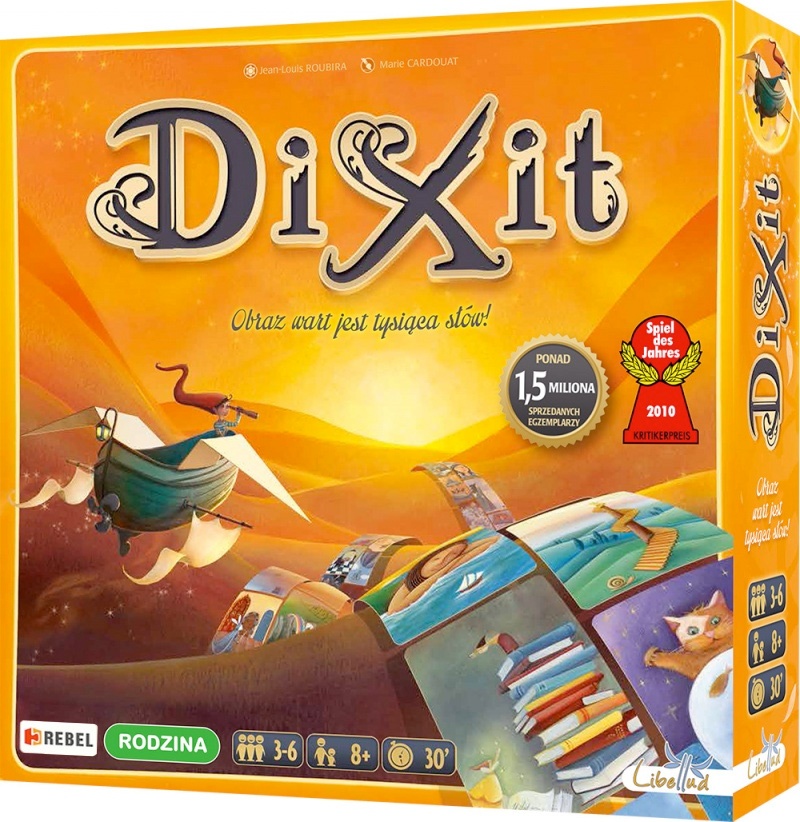 Jean-Louis ROUBIRA Marie CARDOUAT
DiXit
Obraz wart jest tysiąca słów!
PONAD
1,5 MILIONA
SPRZEDANYCH
EGZEMPLARZY
Spiel
des
Jahres
2010
KRITIKERPREIS
REBEL
RODZINA
3-6
8+
30'
Libellud
DiXit
Obraz
wart jest
tysiąca słów!
3-6
8+
30'